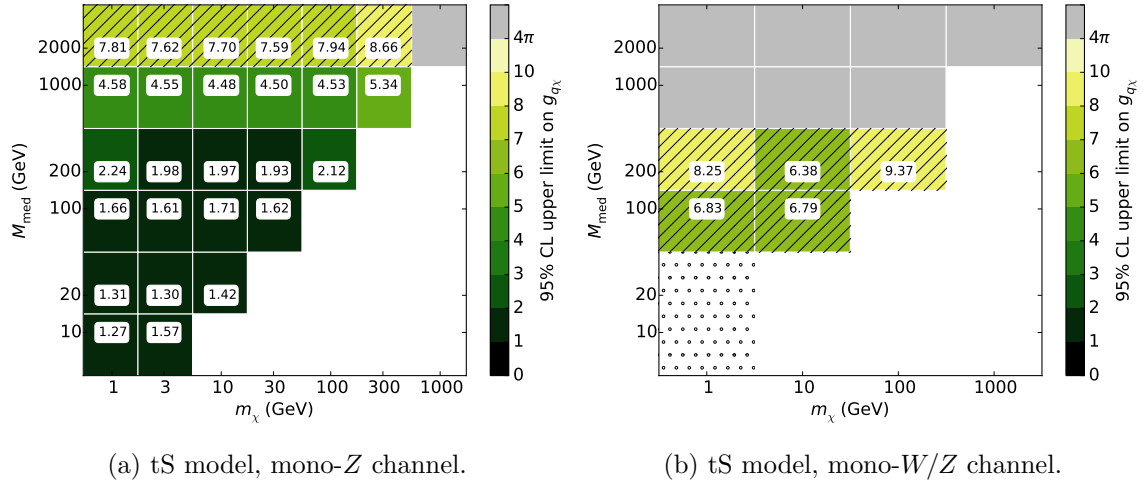 2000
1000
200
100
20
10
M_med (GeV)
7.81 7.62 7.70 7.59 7.94 8.66
4.58 4.55 4.48 4.50 4.53 5.34
2.24 1.98 1.97 1.93 2.12
1.66 1.61 1.71 1.62
1.31 1.30 1.42
1.27 1.57
1 3 10 30 100 300 1000
m_χ (GeV)
4π
10
8
7
6
5
4
3
2
1
0
95% CL upper limit on g_qχ
(a) tS model, mono-Z channel.
2000
1000
200
100
20
10
M_med (GeV)
8.25 6.38 9.37
6.83 6.79
1 10 100 1000
m_χ (GeV)
4π
10
8
7
6
5
4
3
2
1
0
95% CL upper limit on g_qχ
(b) tS model, mono-W/Z channel.